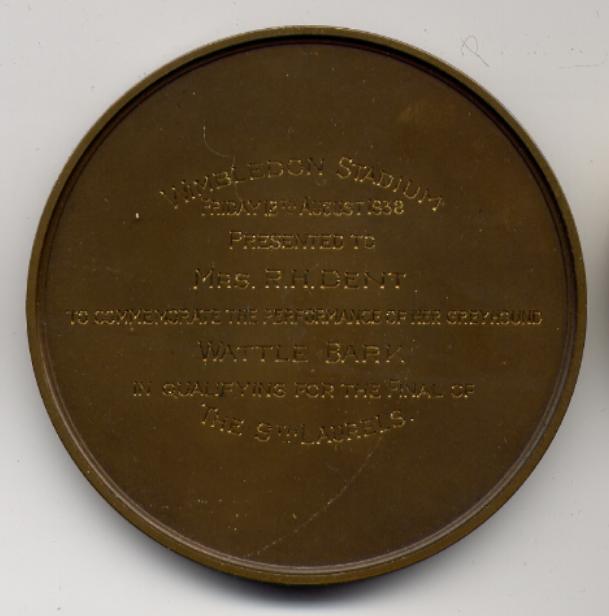 WIMBLEDON STADIUM
FRIDAY 12TH AUGUST 1938
PRESENTED TO
MRS. R.H. DENT
TO COMMEMORATE THE PERFORMANCE OF HER GREYHOUND
WATTLE BARK
IN QUALIFYING FOR THE FINAL OF
THE 9TH LAURELS.